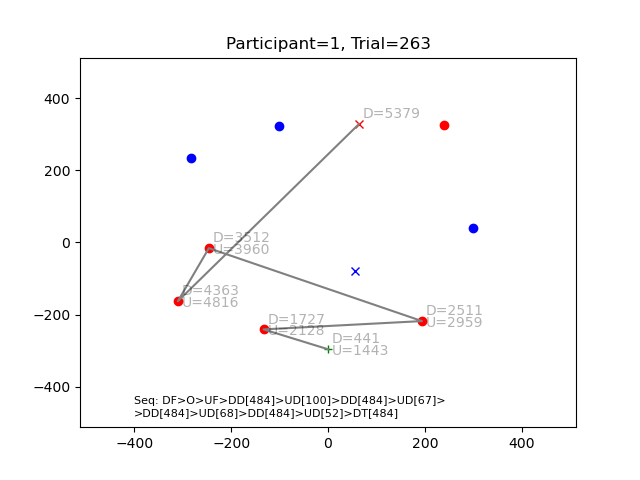 Participant=1, Trial=263
D=5379
D=3512
U=3960
D=4363
U=4816
D=2511
U=2959
D=1727
U=2128
D=441
U=1443
Seq: DF>O>UF>DD[484]>UD[100]>DD[484]>UD[67]>
>DD[484]>UD[68]>DD[484]>UD[52]>DT[484]
400
200
0
−200
−400
−400
−200
0
200
400